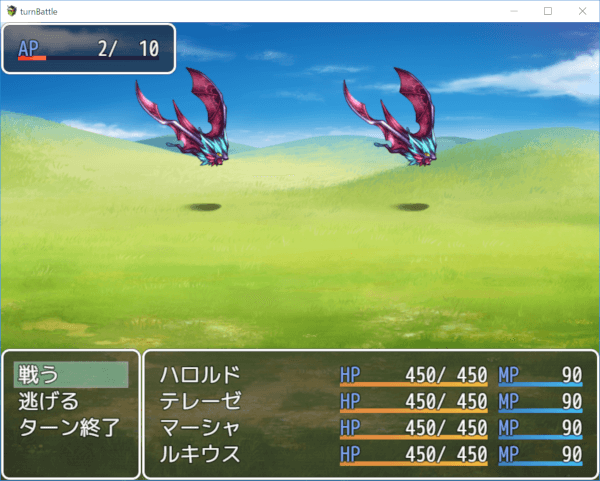 turnBattle
AP 2/ 10
戦う
逃げる
ターン終了
ハロルド HP 450/ 450 MP 90
テレーゼ HP 450/ 450 MP 90
マーシャ HP 450/ 450 MP 90
ルキウス HP 450/ 450 MP 90